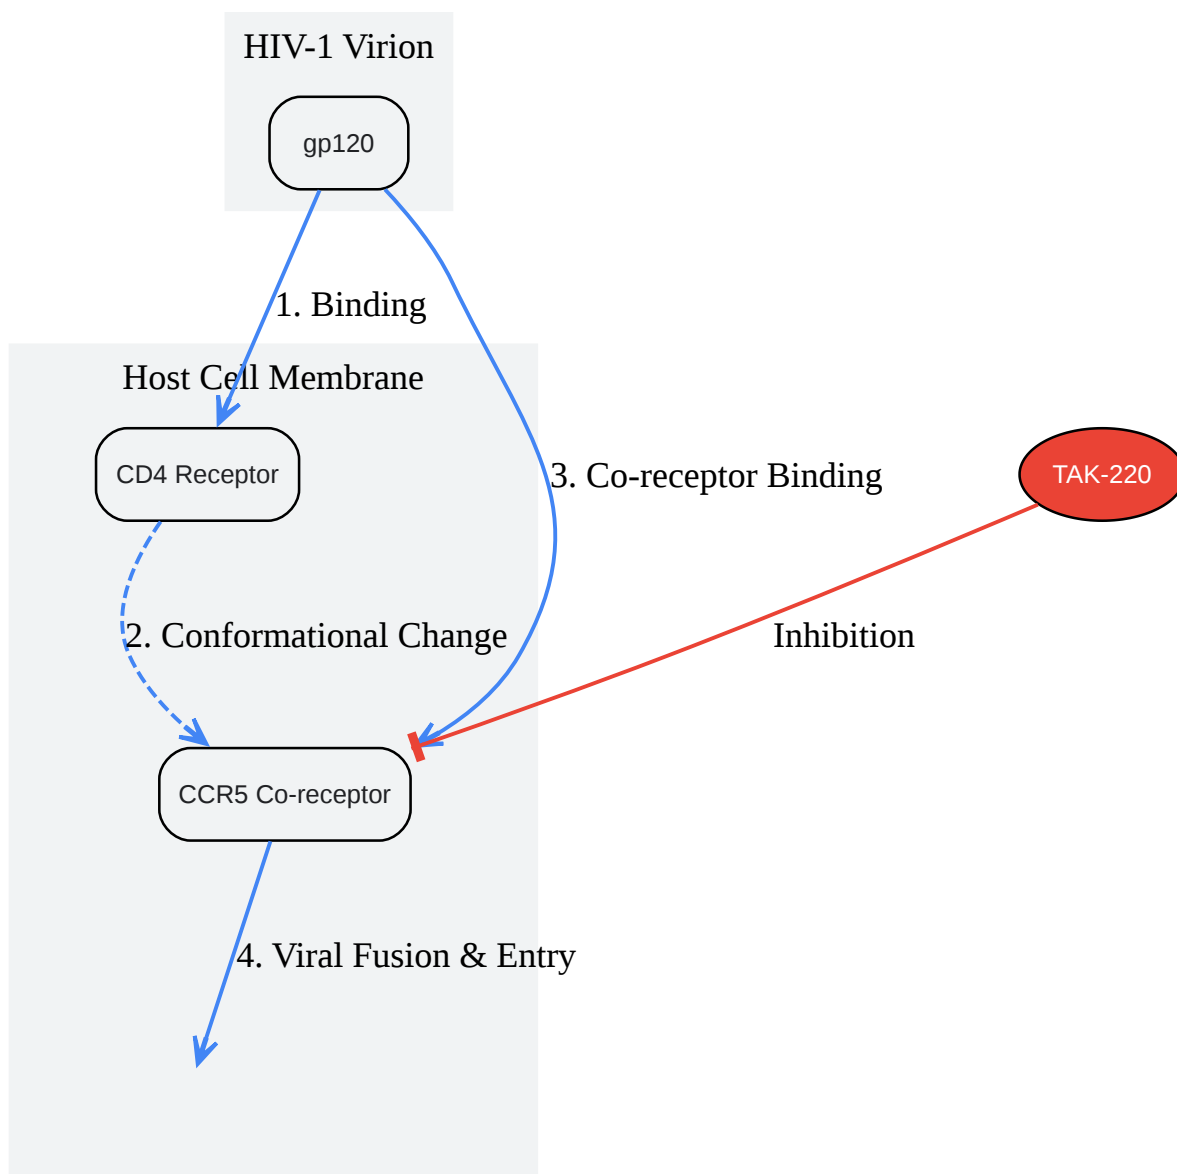 HIV-1 Virion
gp120
1. Binding
Host Cell Membrane
CD4 Receptor
3. Co-receptor Binding
TAK-220
2. Conformational Change
Inhibition
CCR5 Co-receptor
4. Viral Fusion & Entry